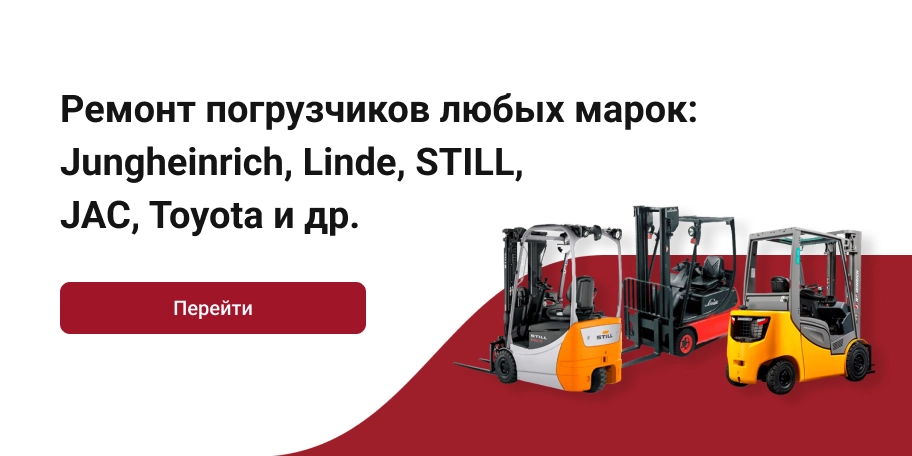 Ремонт погрузчиков любых марок:
Jungheinrich, Linde, STILL,
JAC, Toyota и др.
Перейти
STILL
STILL
Linde